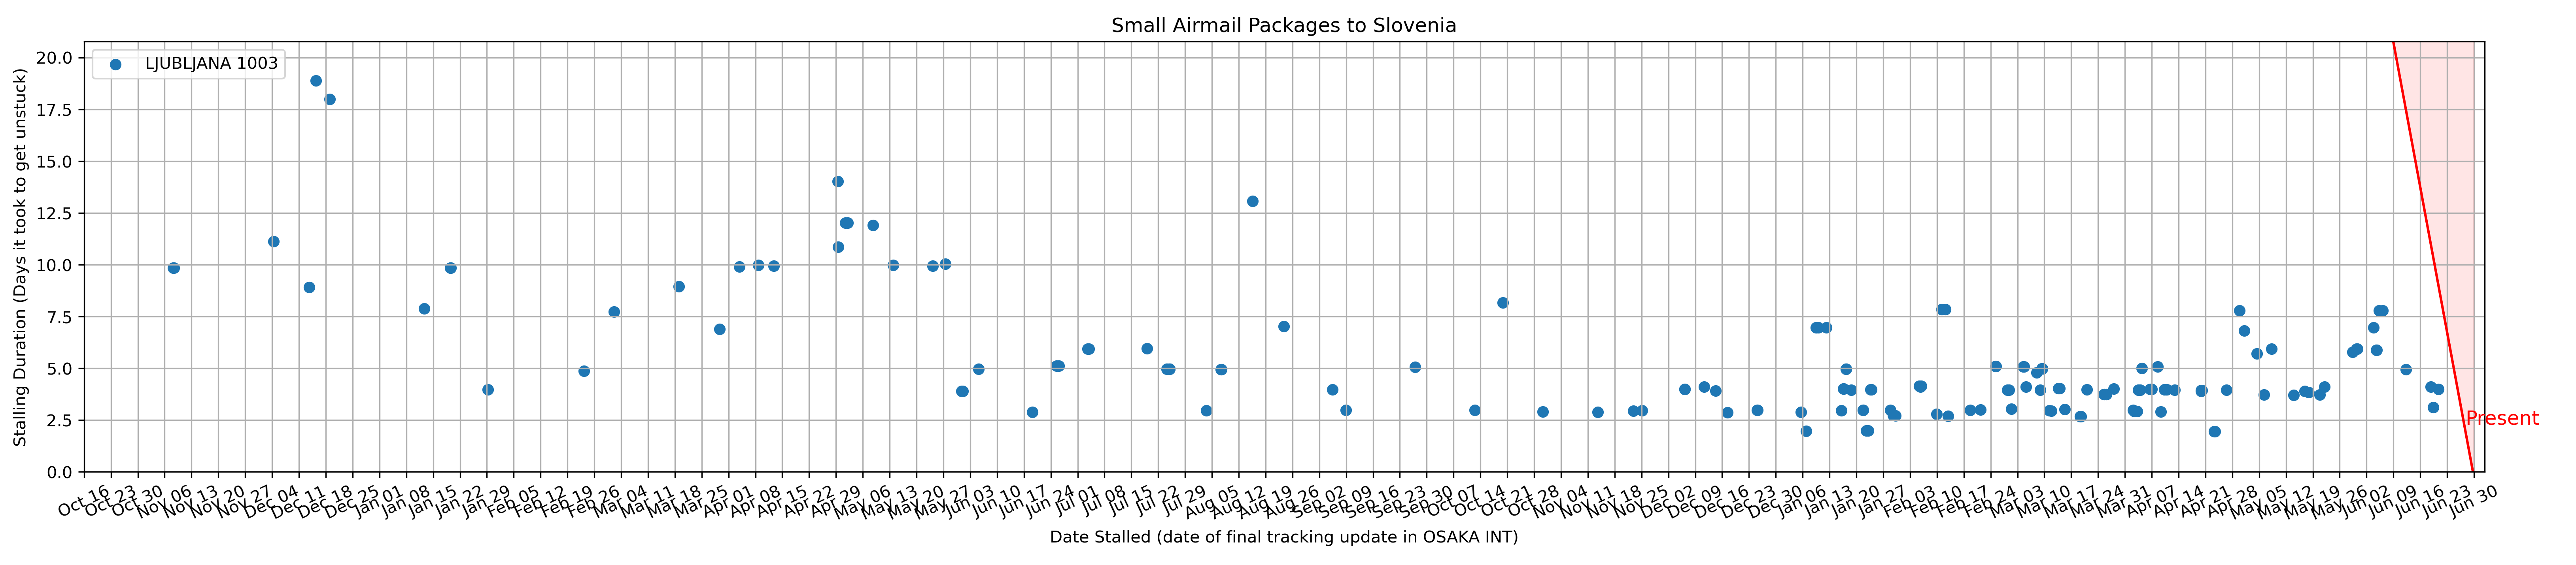 Small Airmail Packages to Slovenia
LJUBLJANA 1003
Stalling Duration (Days it took to get unstuck)
20.0
17.5
15.0
12.5
10.0
7.5
5.0
2.5
0.0
Present
Oct 16
Oct 23
Oct 30
Nov 06
Nov 13
Nov 20
Nov 27
Dec 04
Dec 11
Dec 18
Dec 25
Jan 01
Jan 08
Jan 15
Jan 22
Jan 29
Feb 05
Feb 12
Feb 19
Feb 26
Mar 04
Mar 11
Mar 18
Mar 25
Apr 01
Apr 08
Apr 15
Apr 22
Apr 29
May 06
May 13
May 20
May 27
Jun 03
Jun 10
Jun 17
Jun 24
Jul 01
Jul 08
Jul 15
Jul 22
Jul 29
Aug 05
Aug 12
Aug 19
Aug 26
Sep 02
Sep 09
Sep 16
Sep 23
Sep 30
Oct 07
Oct 14
Oct 21
Oct 28
Nov 04
Nov 11
Nov 18
Nov 25
Dec 02
Dec 09
Dec 16
Dec 23
Dec 30
Jan 06
Jan 13
Jan 20
Jan 27
Feb 03
Feb 10
Feb 17
Feb 24
Mar 03
Mar 10
Mar 17
Mar 24
Mar 31
Apr 07
Apr 14
Apr 21
Apr 28
May 05
May 12
May 19
May 26
Jun 02
Jun 09
Jun 16
Jun 23
Jun 30
Date Stalled (date of final tracking update in OSAKA INT)